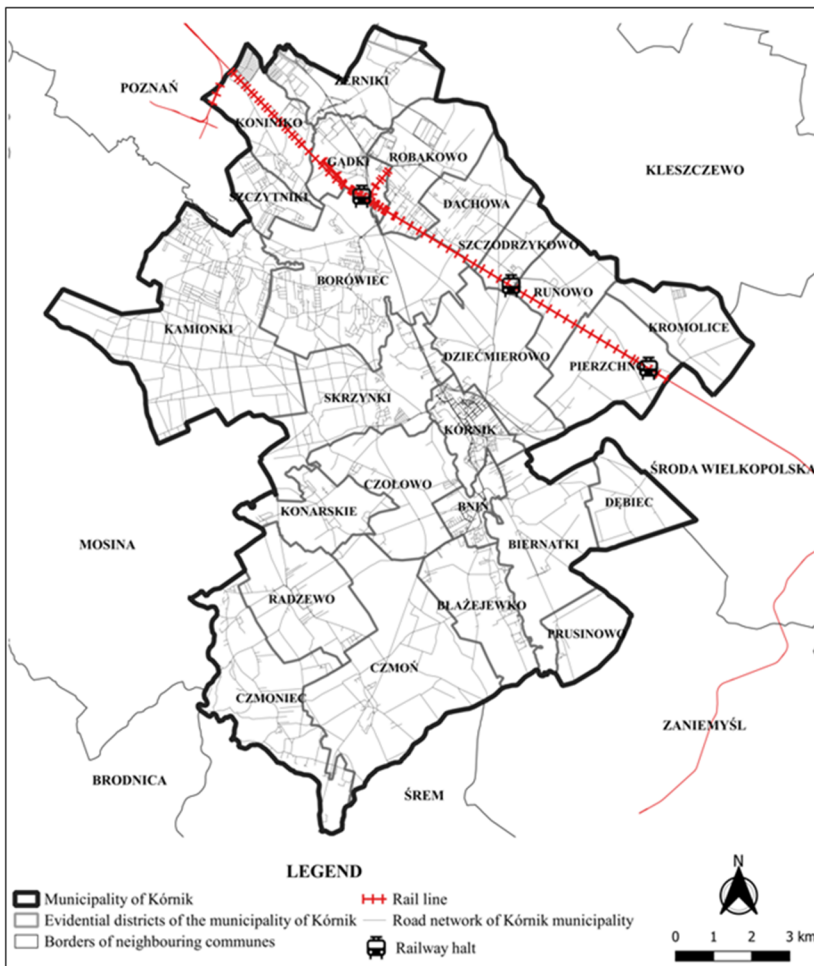 POZNAŃ
ŻERNIKI
KONINIKO
GĄDKI
ROBAKOWO
KLESZCZEWO
SZCZYTNIKI
DACHOWA
SZCZODRZYKOWO
BORÓWIEC
RUNOWO
KAMIONKI
KROMOLICE
DZIEĆMIEROWO
PIERZCHNO
SKRZYNKI
KÓRNIK
ŚRODA WIELKOPOLSKA
CZOŁOWO
KONARSKIE
BNIN
DĘBIEC
MOSINA
BIERNATKI
RADZEWO
BŁAŻEJEWKO
PRUSINOWO
CZMOŃ
CZMONIEC
ZANIEMYŚL
BRODNICA
ŚREM
LEGEND
Municipality of Kórnik
Evidential districts of the municipality of Kórnik
Borders of neighbouring communes
Rail line
Road network of Kórnik municipality
Railway halt
N
0 1 2 3 km